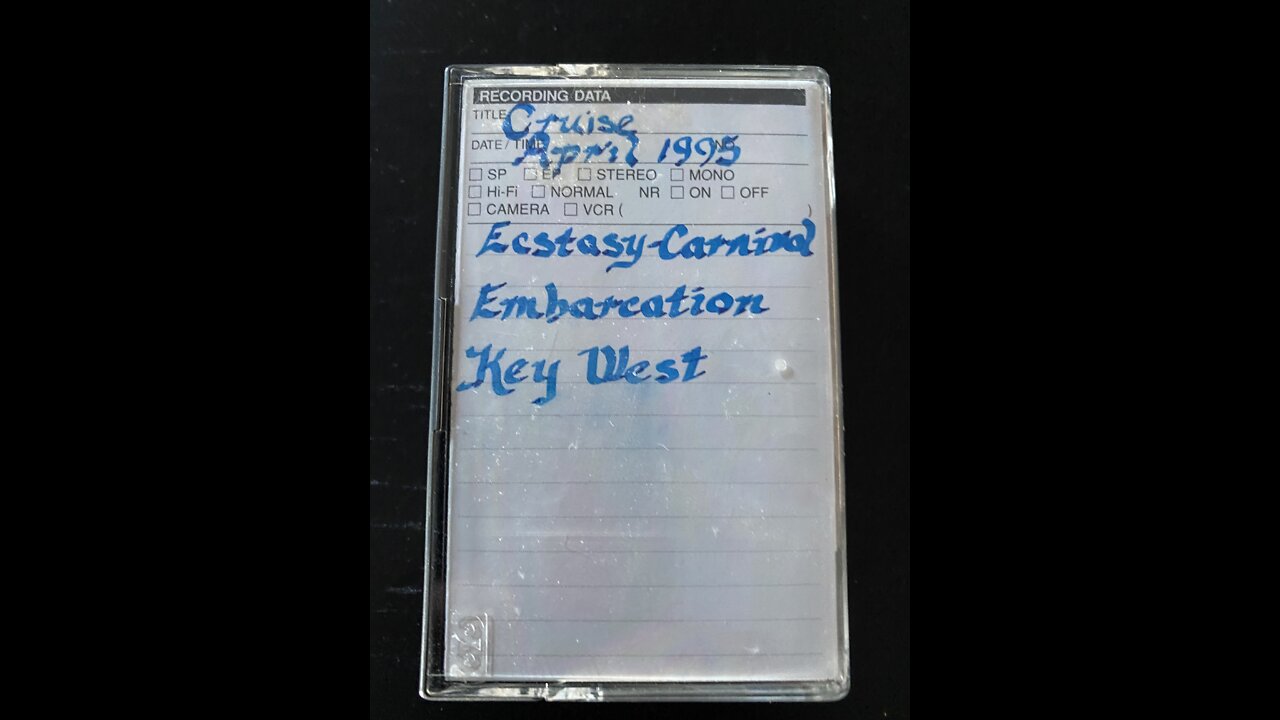 RECORDING DATA
TITLE Cruise
DATE / TIME April 1995 NO.
□ SP □ EP □ STEREO □ MONO
□ Hi-Fi □ NORMAL NR □ ON □ OFF
□ CAMERA □ VCR ( )
Ecstasy-Carnival
Embarcation
Key West